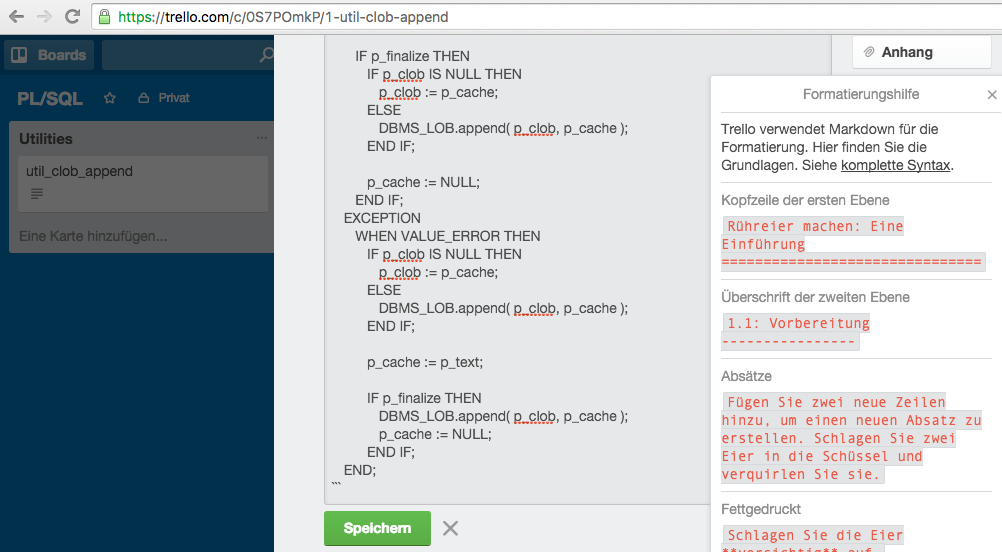 https://trello.com/c/0S7POmkP/1-util-clob-append
Boards
PL/SQL
Privat
Utilities
...
util_clob_append
Eine Karte hinzufügen...
IF p_finalize THEN
IF p_clob IS NULL THEN
p_clob := p_cache;
ELSE
DBMS_LOB.append( p_clob, p_cache );
END IF;
p_cache := NULL;
END IF;
EXCEPTION
WHEN VALUE_ERROR THEN
IF p_clob IS NULL THEN
p_clob := p_cache;
ELSE
DBMS_LOB.append( p_clob, p_cache );
END IF;
p_cache := p_text;
IF p_finalize THEN
DBMS_LOB.append( p_clob, p_cache );
p_cache := NULL;
END IF;
END;
```
Speichern
Anhang
Formatierungshilfe
Trello verwendet Markdown für die
Formatierung. Hier finden Sie die
Grundlagen. Siehe komplette Syntax.
Kopfzeile der ersten Ebene
Rühreier machen: Eine
Einführung
===============================
Überschrift der zweiten Ebene
1.1: Vorbereitung
----------------
Absätze
Fügen Sie zwei neue Zeilen
hinzu, um einen neuen Absatz zu
erstellen. Schlagen Sie zwei
Eier in die Schüssel und
verquirlen Sie sie.
Fettgedruckt
Schlagen Sie die Eier
**vorsichtig** auf.